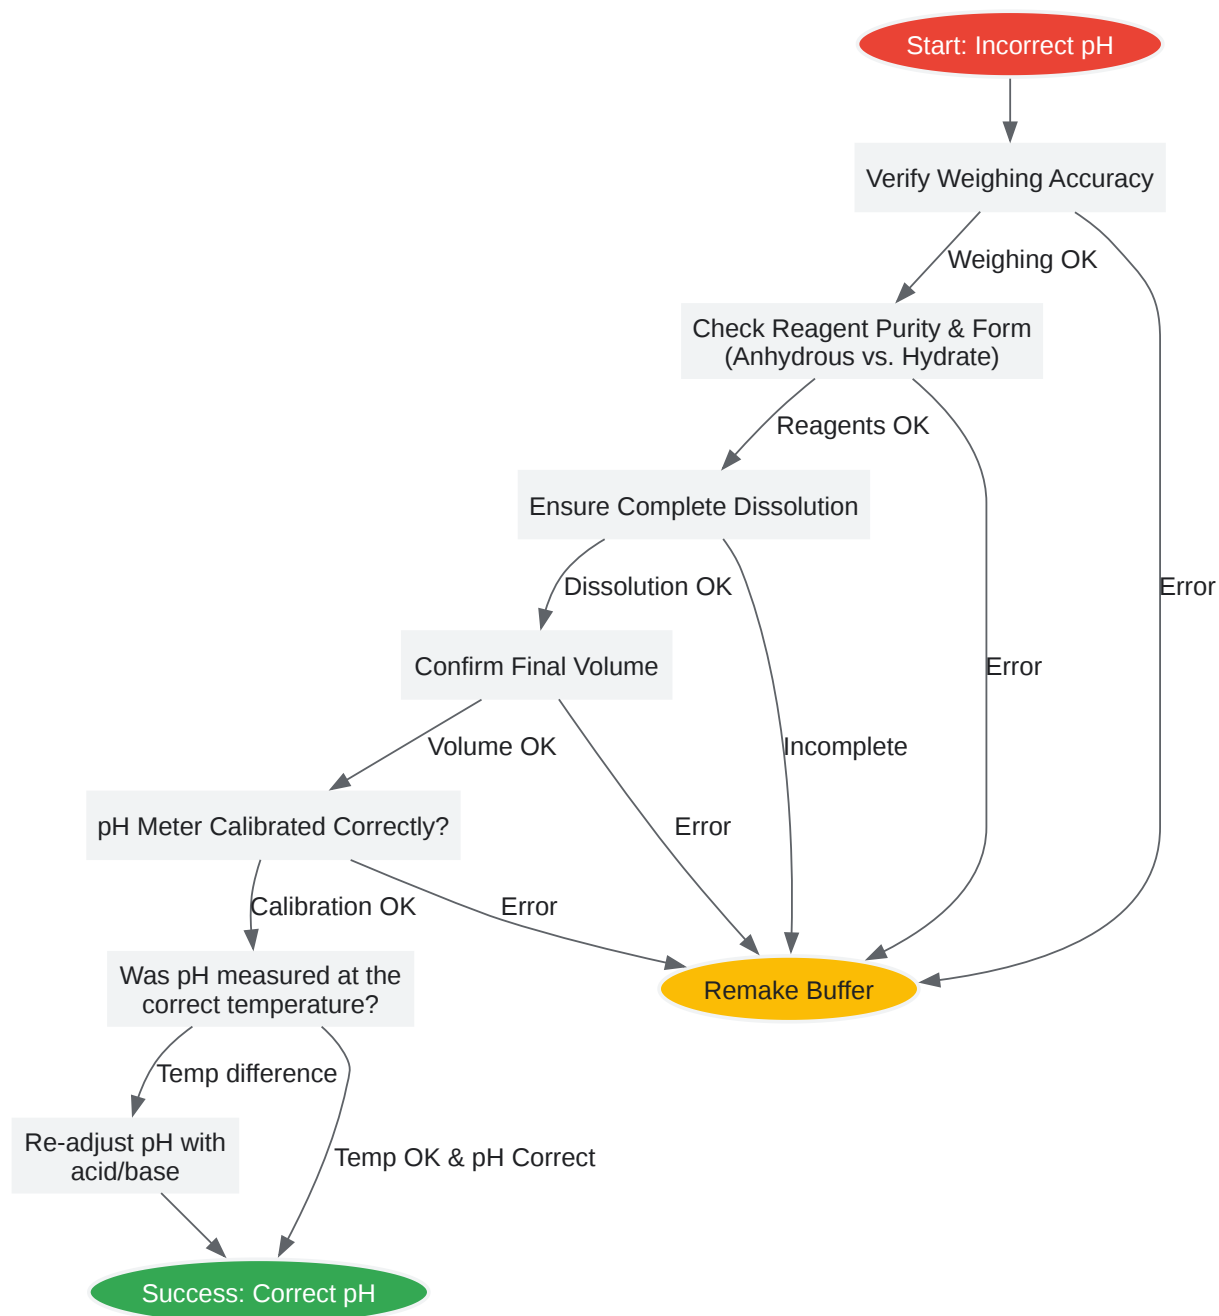 Start: Incorrect pH
Verify Weighing Accuracy
Weighing OK
Check Reagent Purity & Form
(Anhydrous vs. Hydrate)
Reagents OK
Ensure Complete Dissolution
Dissolution OK
Error
Confirm Final Volume
Error
Volume OK
Incomplete
pH Meter Calibrated Correctly?
Error
Calibration OK
Error
Was pH measured at the
correct temperature?
Remake Buffer
Temp difference
Re-adjust pH with
acid/base
Temp OK & pH Correct
Success: Correct pH